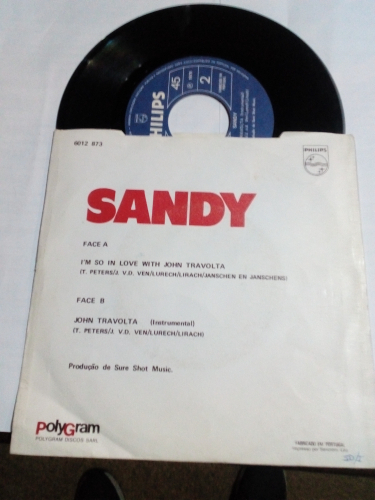 PHILIPS
45
2
6012 873
PHILIPS
SANDY
FACE A
I'M SO IN LOVE WITH JOHN TRAVOLTA
(T. PETERS/J. V.D. VEN/LURECH/LIRACH/JANSCHEN EN JANSCHENS)
FACE B
JOHN TRAVOLTA (Instrumental)
(T. PETERS/J. V.D. VEN/LURECH/LIRACH)
Produção de Sure Shot Music.
PolyGram
POLYGRAM DISCOS SARL
FABRICADO EM PORTUGAL